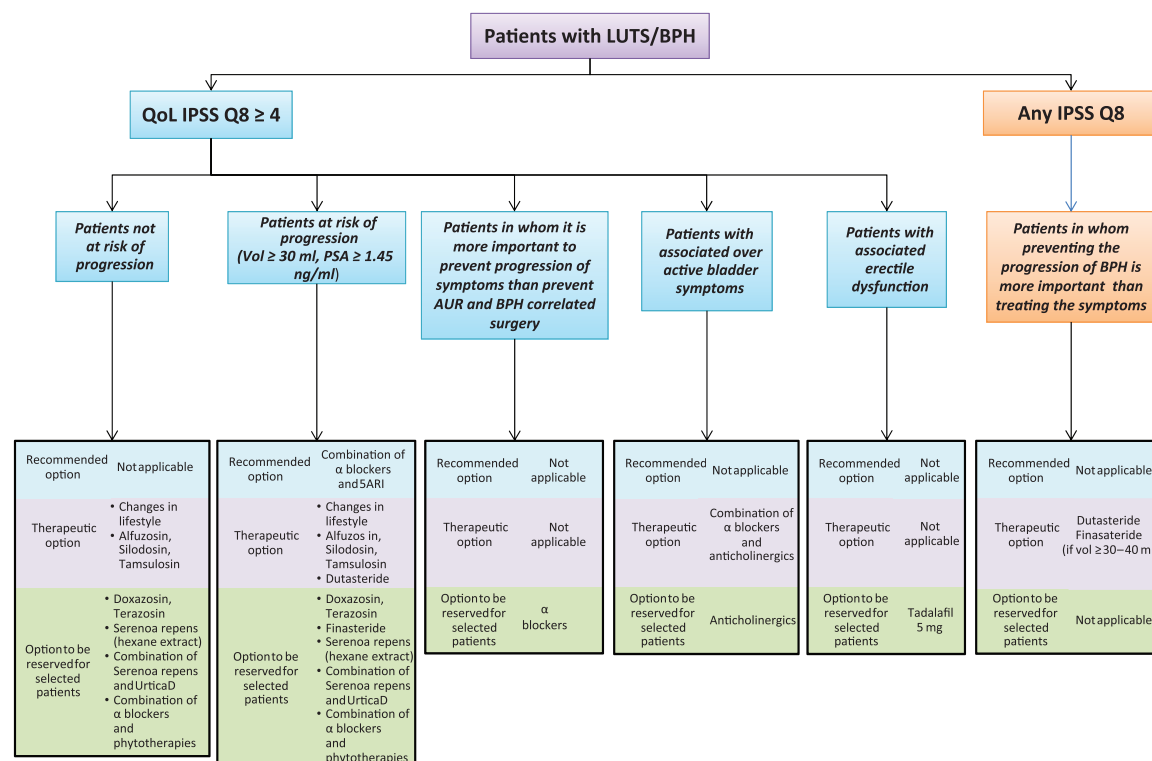 Patients with LUTS/BPH
QoL IPSS Q8 ≥ 4
Any IPSS Q8
Patients not
at risk of
progression
Patients at risk of
progression
(Vol ≥ 30 ml, PSA ≥ 1.45
ng/ml)
Patients in whom it is
more important to
prevent progression of
symptoms than prevent
AUR and BPH correlated
surgery
Patients with
associated over
active bladder
symptoms
Patients with
associated
erectile
dysfunction
Patients in whom
preventing the
progression of BPH is
more important than
treating the symptoms
Recommended
option
Not applicable
Therapeutic
option
• Changes in
lifestyle
• Alfuzosin,
Silodosin,
Tamsulosin
Option to be
reserved for
selected
patients
• Doxazosin,
Terazosin
• Serenoa repens
(hexane extract)
• Combination of
Serenoa repens
and UrticaD
• Combination of
α blockers
and
phytotherapies
Recommended
option
Combination of
α blockers
and 5ARI
Therapeutic
option
• Changes in
lifestyle
• Alfuzos in,
Silodosin,
Tamsulosin
• Dutasteride
Option to be
reserved for
selected
patients
• Doxazosin,
Terazosin
• Finasteride
• Serenoa repens
(hexane extract)
• Combination of
Serenoa repens
and UrticaD
• Combination of
α blockers
and
phytotherapies
Recommended
option
Not
applicable
Therapeutic
option
Not
applicable
Option to be
reserved for
selected
patients
α
blockers
Recommended
option
Not applicable
Therapeutic
option
Combination of
α blockers
and
anticholinergics
Option to be
reserved for
selected
patients
Anticholinergics
Recommended
option
Not
applicable
Therapeutic
option
Not
applicable
Option to be
reserved for
selected
patients
Tadalafil
5 mg
Recommended
option
Not applicable
Therapeutic
option
Dutasteride
Finasateride
(if vol ≥30–40 m
Option to be
reserved for
selected
patients
Not applicable